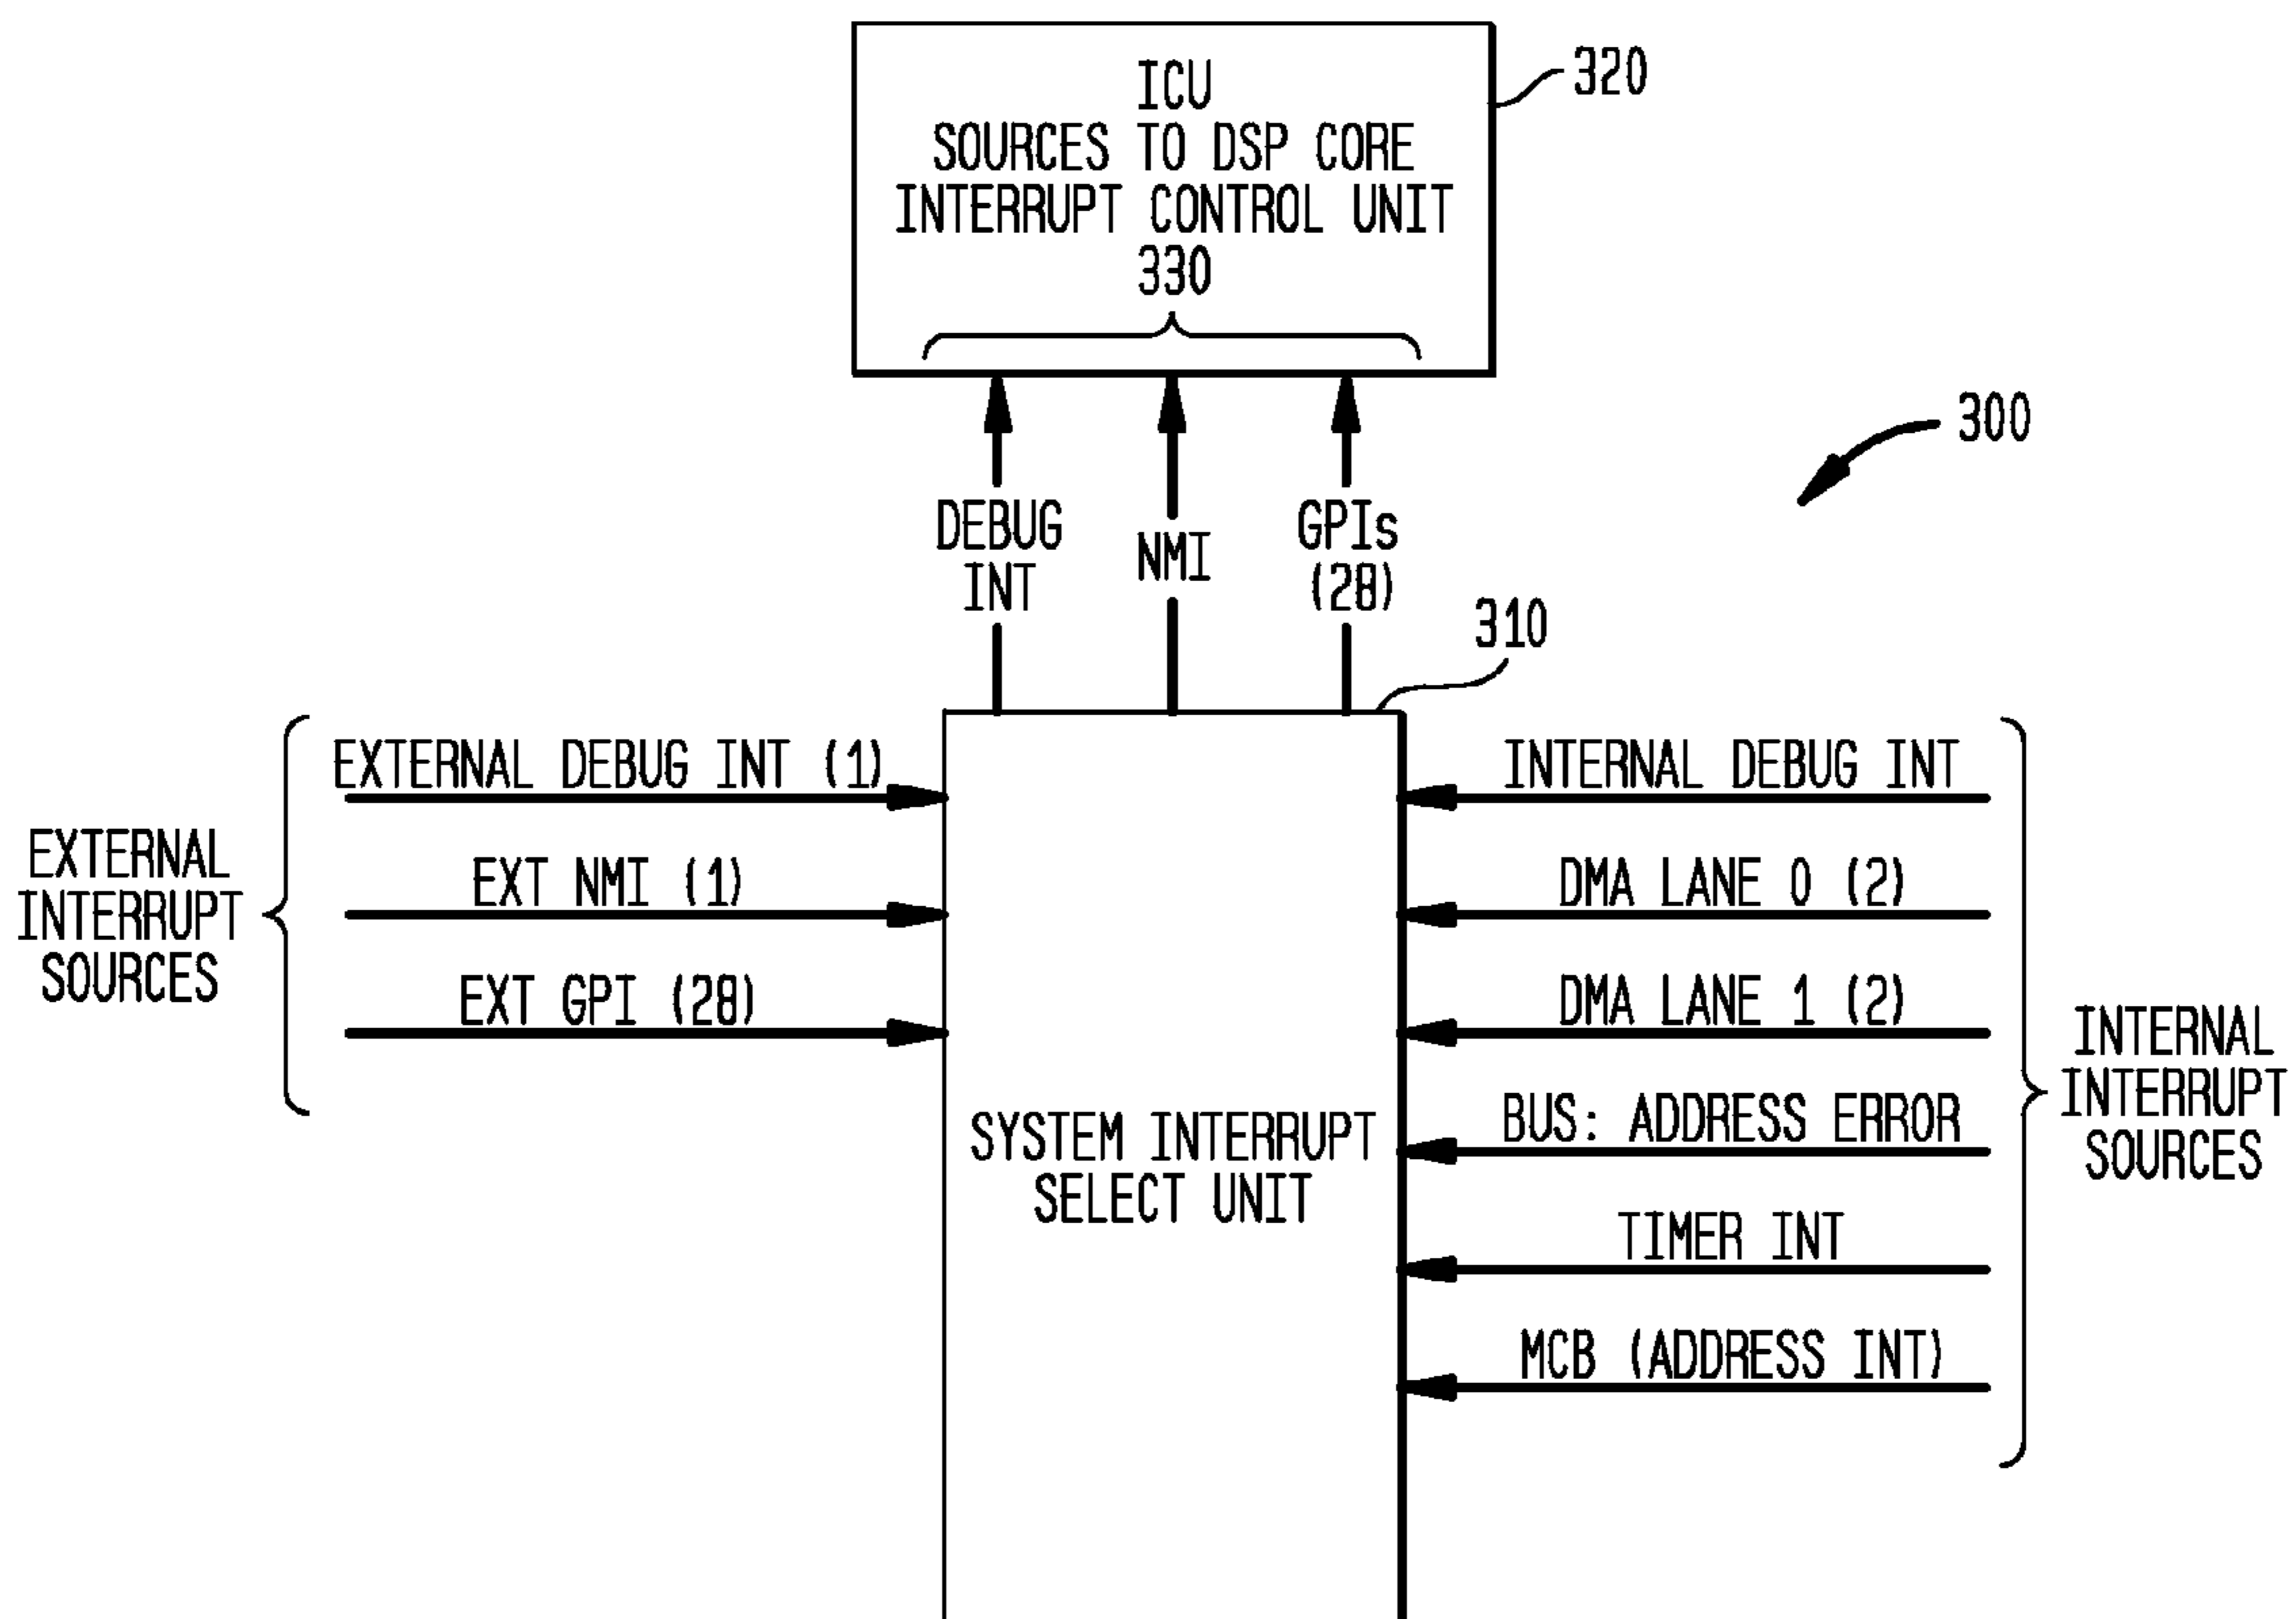 ICU
SOURCES TO DSP CORE
INTERRUPT CONTROL UNIT
330
320
300
DEBUG
INT
NMI
GPIs
(28)
310
EXTERNAL
INTERRUPT
SOURCES
EXTERNAL DEBUG INT (1)
EXT NMI (1)
EXT GPI (28)
SYSTEM INTERRUPT
SELECT UNIT
INTERNAL DEBUG INT
DMA LANE 0 (2)
DMA LANE 1 (2)
BUS: ADDRESS ERROR
TIMER INT
MCB (ADDRESS INT)
INTERNAL
INTERRUPT
SOURCES